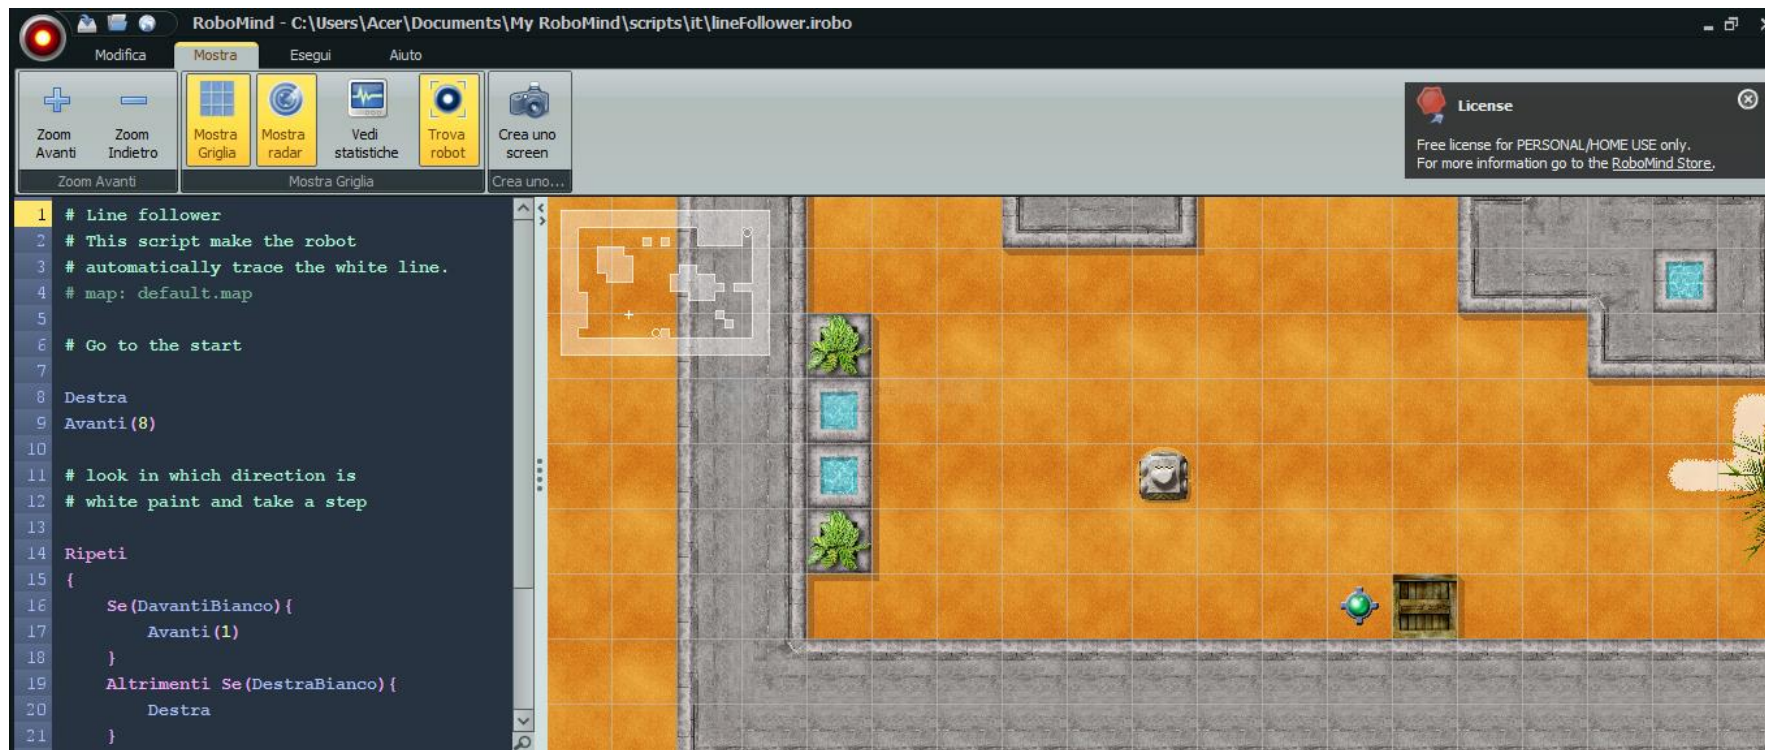 RoboMind - C:\Users\Acer\Documents\My RoboMind\scripts\it\lineFollower.irobo
Modifica Mostra Esegui Aiuto
Zoom Avanti
Zoom Indietro
Mostra Griglia
Mostra radar
Vedi statistiche
Trova robot
Crea uno screen
Zoom Avanti
Mostra Griglia
Crea uno...
License
Free license for PERSONAL/HOME USE only.
For more information go to the RoboMind Store.
1 # Line follower
2 # This script make the robot
3 # automatically trace the white line.
4 # map: default.map
5
6 # Go to the start
7
8 Destra
9 Avanti(8)
10
11 # look in which direction is
12 # white paint and take a step
13
14 Ripeti
15 {
16 Se(DavantiBianco){
17 Avanti(1)
18 }
19 Altrimenti Se(DestraBianco){
20 Destra
21 }